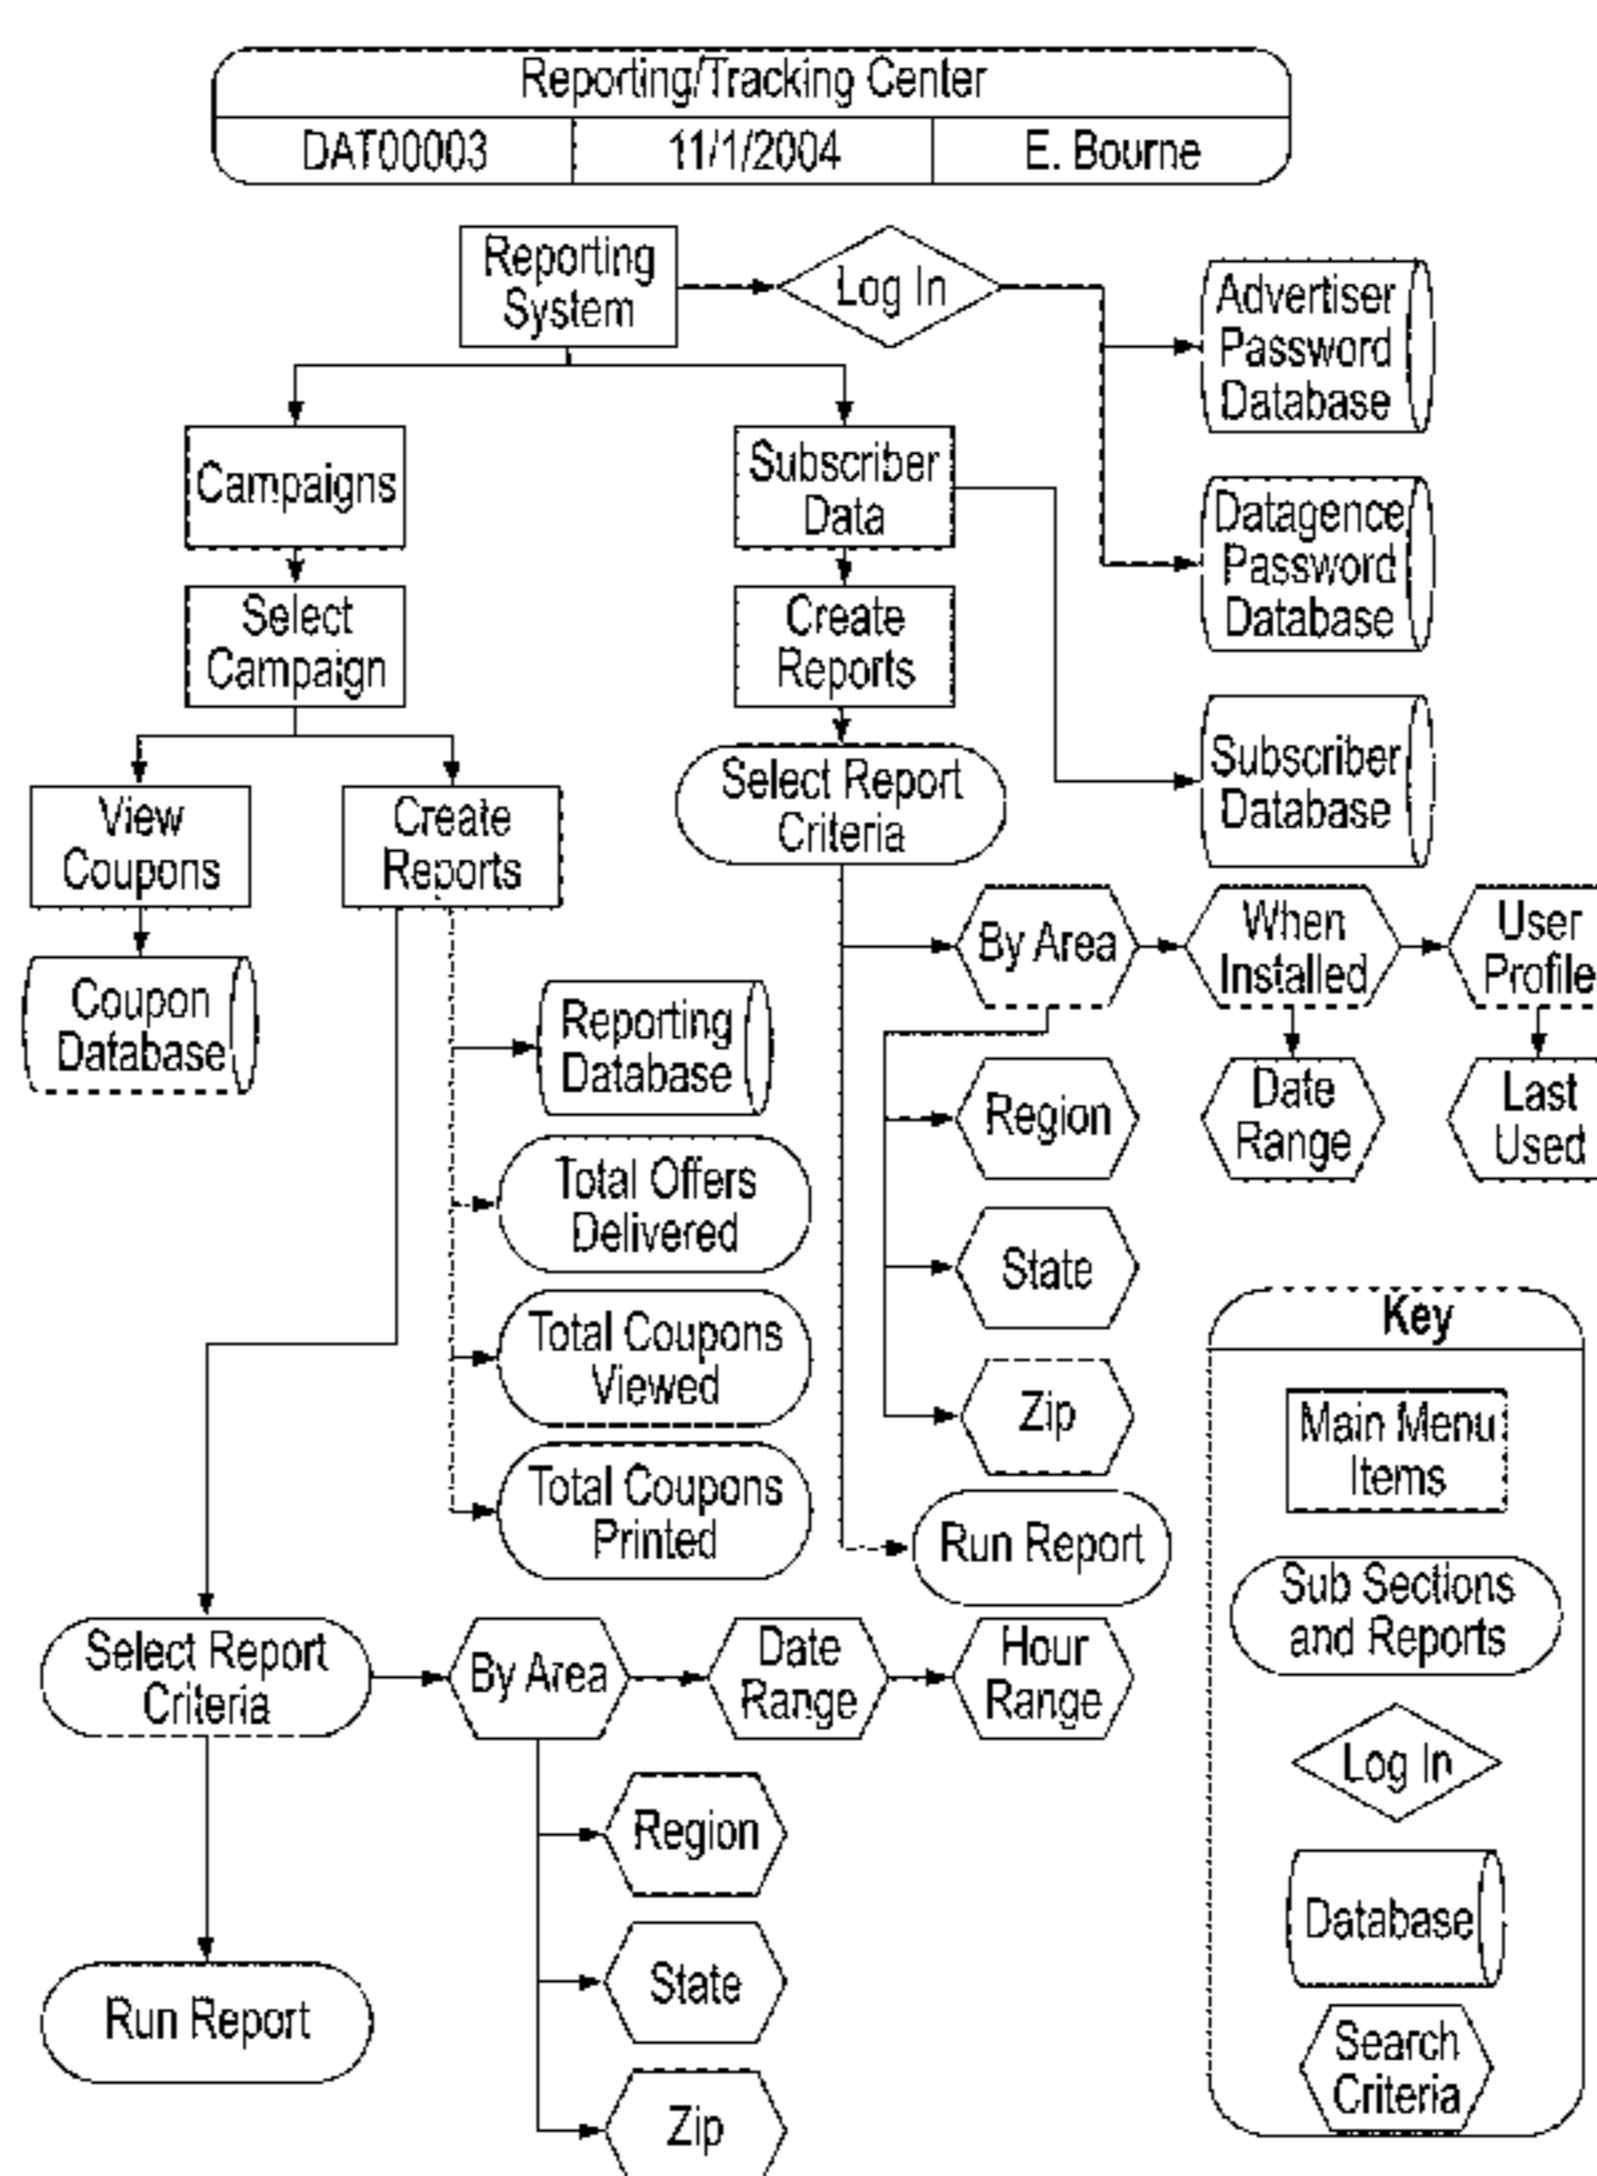 Reporting/Tracking Center
DAT00003
11/1/2004
E. Bourne
Reporting
System
Log In
Advertiser
Password
Database
Campaigns
Subscriber
Data
Datagence
Password
Database
Select
Campaign
Create
Reports
Subscriber
Database
Select Report
Criteria
View
Coupons
Create
Reports
By Area
When
Installed
User
Profile
Coupon
Database
Reporting
Database
Region
Date
Range
Last
Used
Total Offers
Delivered
State
Total Coupons
Viewed
Zip
Total Coupons
Printed
Run Report
Key
Main Menu
Items
Sub Sections
and Reports
Log In
Database
Search
Criteria
Select Report
Criteria
By Area
Date
Range
Hour
Range
Region
State
Zip
Run Report